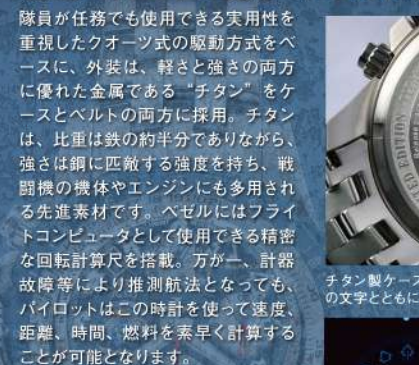 隊員が任務でも使用できる実用性を
重視したクオーツ式の駆動方式をベ
ースに、外装は、軽さと強さの両方
に優れた金属である“チタン”をケ
ースとベルトの両方に採用。チタン
は、比重は鉄の約半分でありながら、
強さは鋼に匹敵する強度を持ち、戦
闘機の機体やエンジンにも多用され
る先進素材です。ベゼルにはフライ
トコンピュータとして使用できる精密
な回転計算尺を搭載。万が一、計器
故障等により推測航法となっても、
パイロットはこの時計を使って速度、
距離、時間、燃料を素早く計算する
ことが可能となります。
EDITION
チタン製ケース
の文字とともに